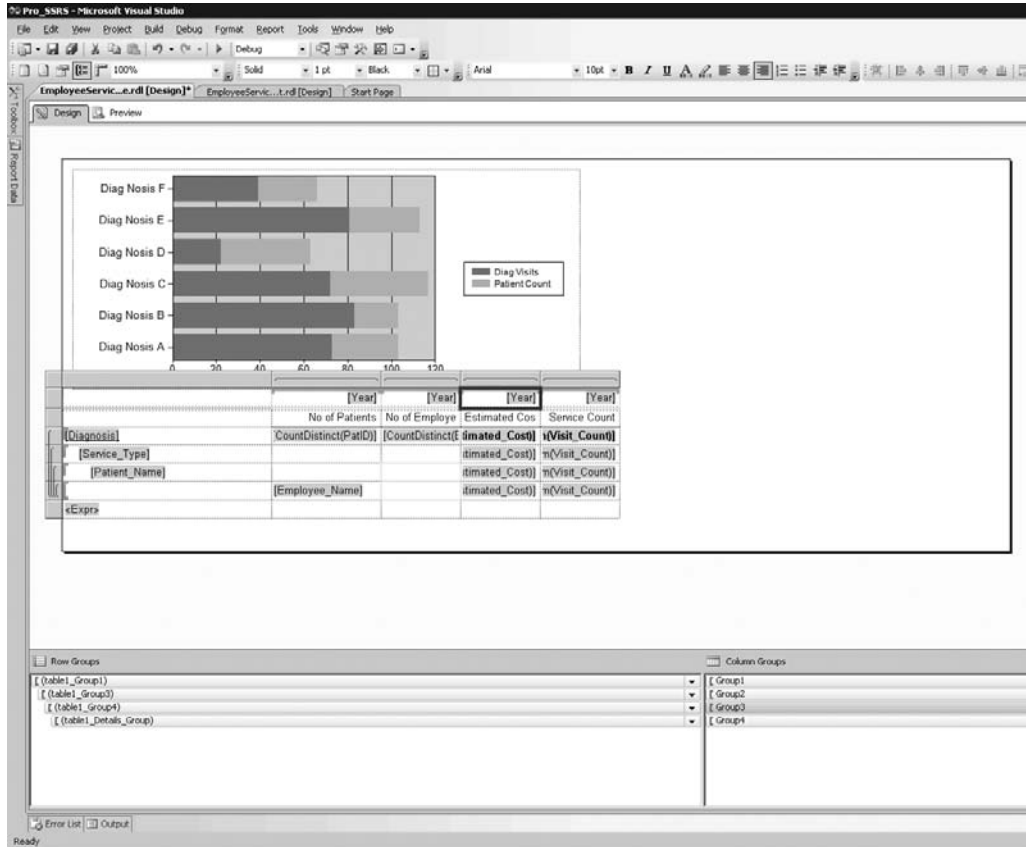 Pro_SSRS - Microsoft Visual Studio
File Edit View Project Build Debug Format Report Tools Window Help
Debug
100% Solid 1 pt Black Arial 10pt B I U A
EmployeeServic...e.rdl [Design]* EmployeeServic...t.rdl [Design] Start Page
Toolbox
Report Data
Design Preview
Diag Nosis F
Diag Nosis E
Diag Nosis D
Diag Nosis C
Diag Nosis B
Diag Nosis A
0 20 40 60 80 100 120
Diag Visits
Patient Count
[Year] [Year] [Year] [Year]
No of Patients No of Employe Estimated Cos Service Count
[Diagnosis] CountDistinct(PatID)] [CountDistinct(E timated_Cost)] n(Visit_Count)]
[Service_Type] timated_Cost)] n(Visit_Count)]
[Patient_Name] timated_Cost)] n(Visit_Count)]
[Employee_Name] timated_Cost)] n(Visit_Count)]
«Expr»
Row Groups Column Groups
[ (table1_Group1) [ Group1
[ (table1_Group3) [ Group2
[ (table1_Group4) [ Group3
[ (table1_Details_Group) [ Group4
Error List Output
Ready